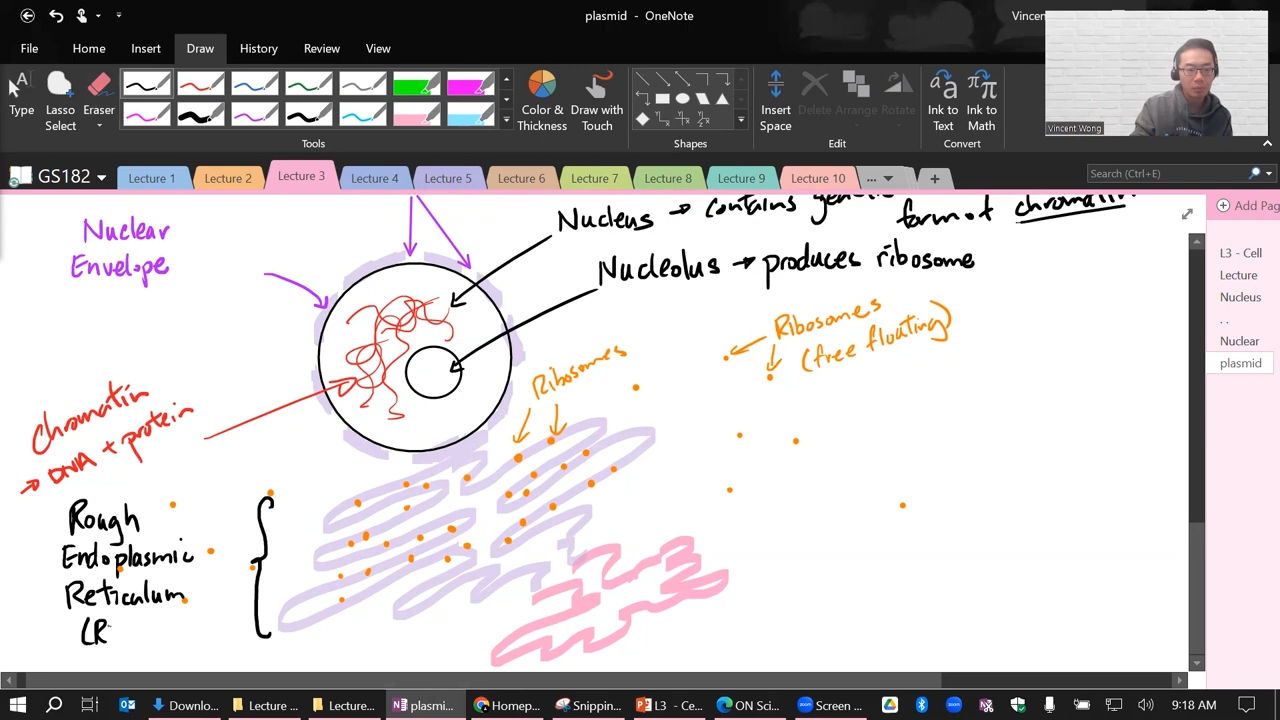 plasmid - OneNote
Vincen
File Home Insert Draw History Review View
Type
Lasso
Select
Eraser
Color &
Thickness
Draw with
Touch
Insert
Space
Delete Arrange Rotate
Ink to
Text
Ink to
Math
Tools
Shapes
Edit
Convert
Vincent Wong
GS182
Lecture 1 Lecture 2 Lecture 3 Lecture 4 Lecture 5 Lecture 6 Lecture 7 Lecture 8 Lecture 9 Lecture 10 ...
Search (Ctrl+E)
Add Pag
L3 - Cell
Lecture
Nucleus
. .
Nuclear
plasmid
Nuclear
Envelope
Nucleus → contains genetic
form of chromatin
Nucleolus → produces ribosome
Ribosomes
(free floating)
Ribosomes
Chromatin
→ DNA + protein
Rough
Endoplasmic
Reticulum
(R
Downlo...
Lecture ...
Lecture...
plasmi...
Homep...
Snippin...
L3 - Ce...
ON Sci...
Screen ...
9:18 AM